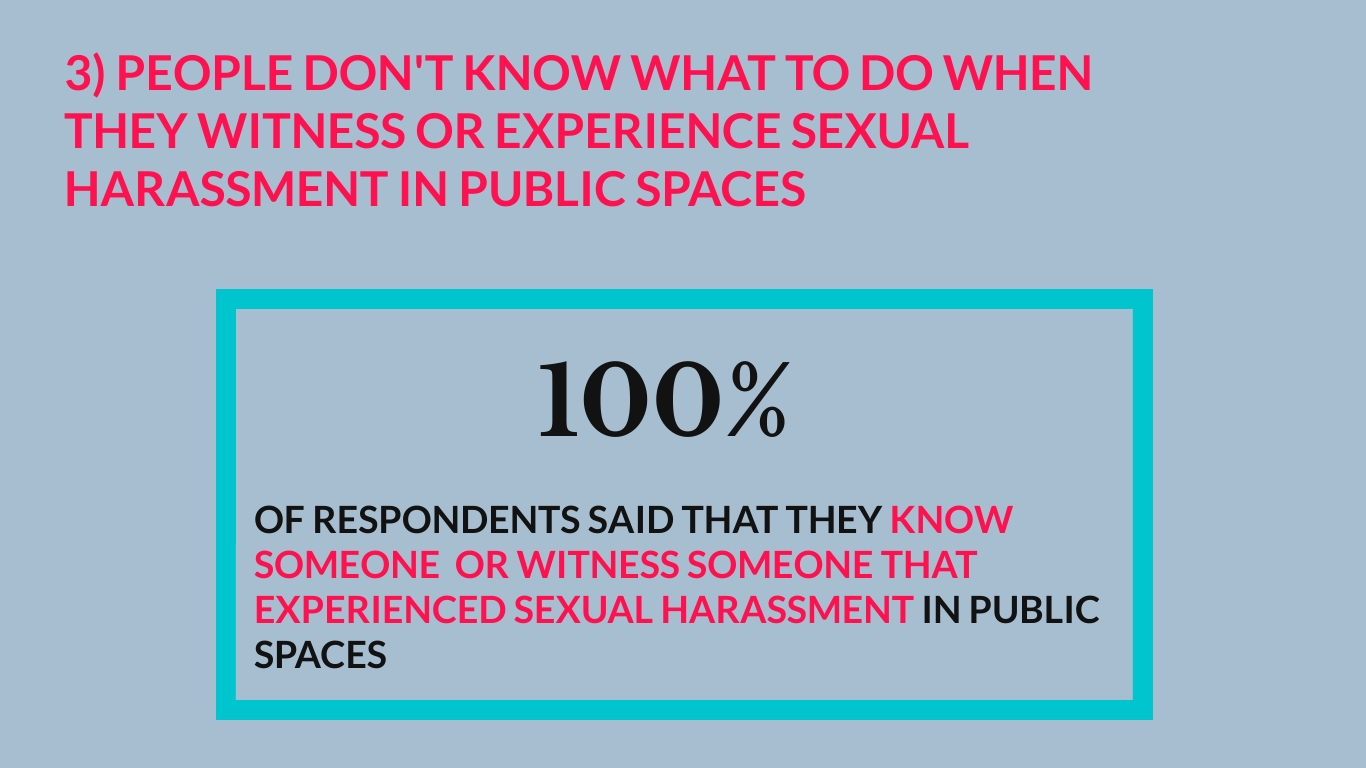 3) PEOPLE DON'T KNOW WHAT TO DO WHEN
THEY WITNESS OR EXPERIENCE SEXUAL
HARASSMENT IN PUBLIC SPACES
100%
OF RESPONDENTS SAID THAT THEY KNOW
SOMEONE  OR WITNESS SOMEONE THAT
EXPERIENCED SEXUAL HARASSMENT IN PUBLIC
SPACES